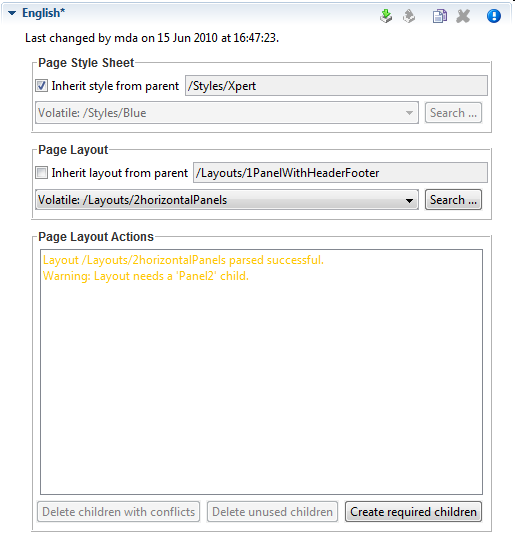 English*
Last changed by mda on 15 Jun 2010 at 16:47:23.
Page Style Sheet
Inherit style from parent /Styles/Xpert
Volatile: /Styles/Blue Search ...
Page Layout
Inherit layout from parent /Layouts/1PanelWithHeaderFooter
Volatile: /Layouts/2horizontalPanels Search ...
Page Layout Actions
Layout /Layouts/2horizontalPanels parsed successful.
Warning: Layout needs a 'Panel2' child.
Delete children with conflicts Delete unused children Create required children